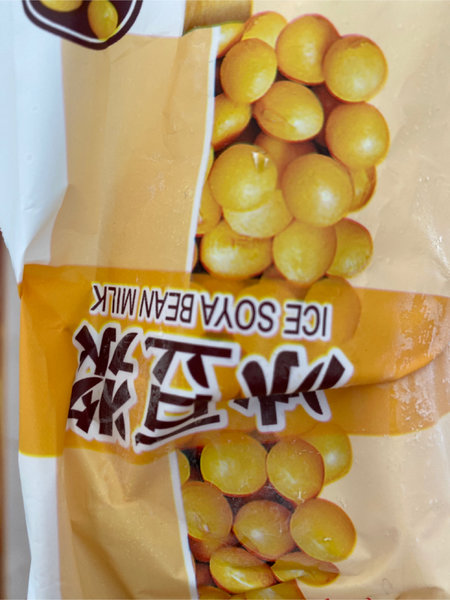 冰豆浆
ICE SOYA BEAN MILK